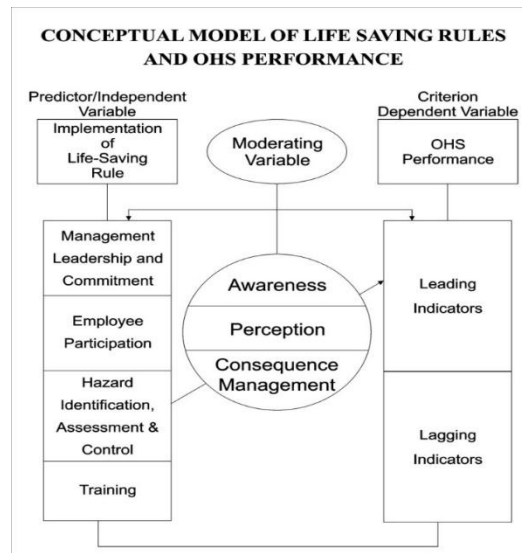 CONCEPTUAL MODEL OF LIFE SAVING RULES
AND OHS PERFORMANCE
Predictor/Independent
Variable
Implementation
of
Life-Saving
Rule
Moderating
Variable
Criterion
Dependent Variable
OHS
Performance
Management
Leadership and
Commitment
Employee
Participation
Hazard
Identification,
Assessment &
Control
Training
Awareness
Perception
Consequence
Management
Leading
Indicators
Lagging
Indicators